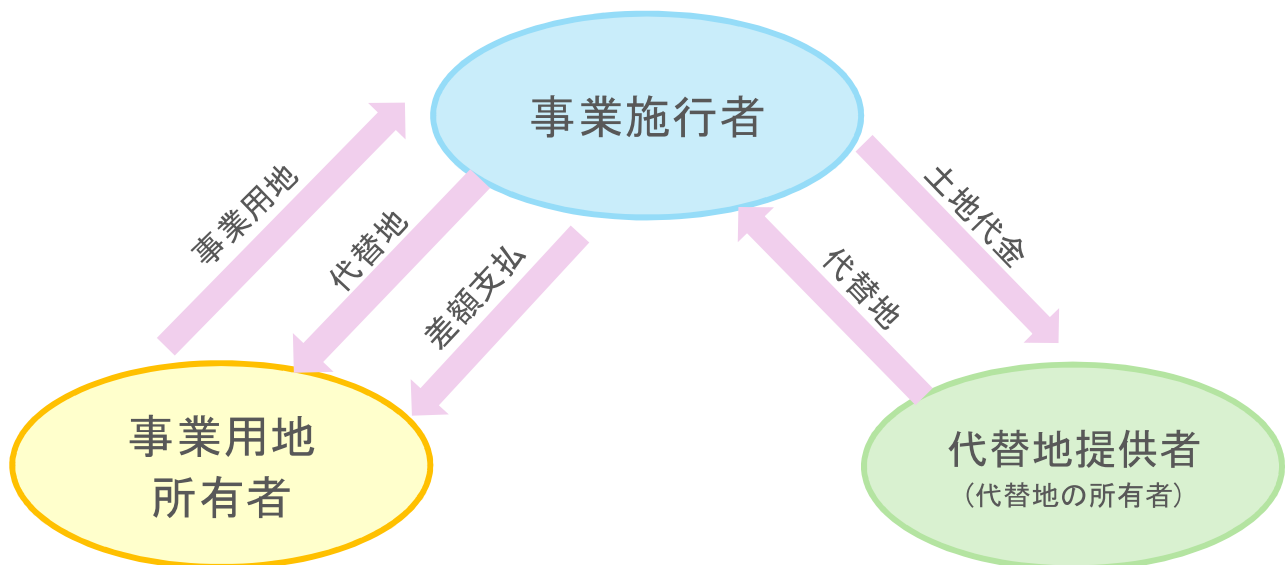 事業施行者
事業用地
代替地
差額支払
代替地
土地代金
事業用地
所有者
代替地提供者
（代替地の所有者）